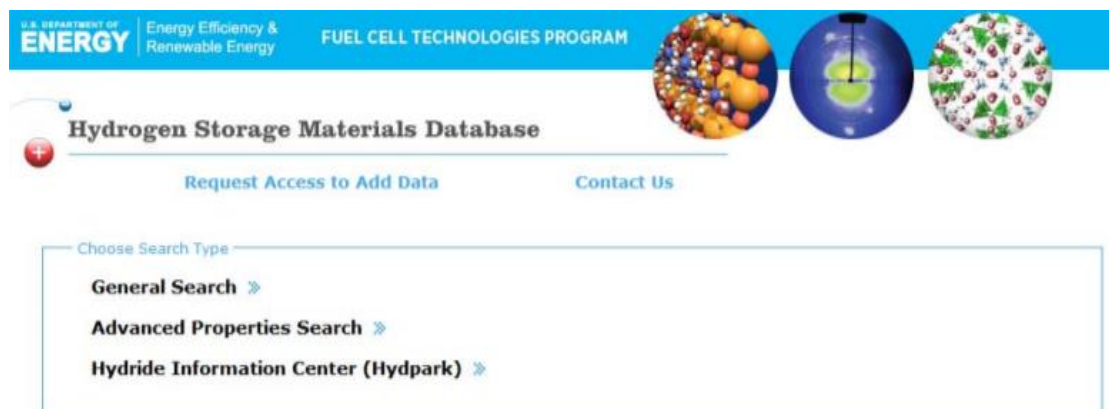 U.S. DEPARTMENT OF
ENERGY
Energy Efficiency &
Renewable Energy
FUEL CELL TECHNOLOGIES PROGRAM
Hydrogen Storage Materials Database
Request Access to Add Data
Contact Us
Choose Search Type
General Search »
Advanced Properties Search »
Hydride Information Center (Hydpark) »